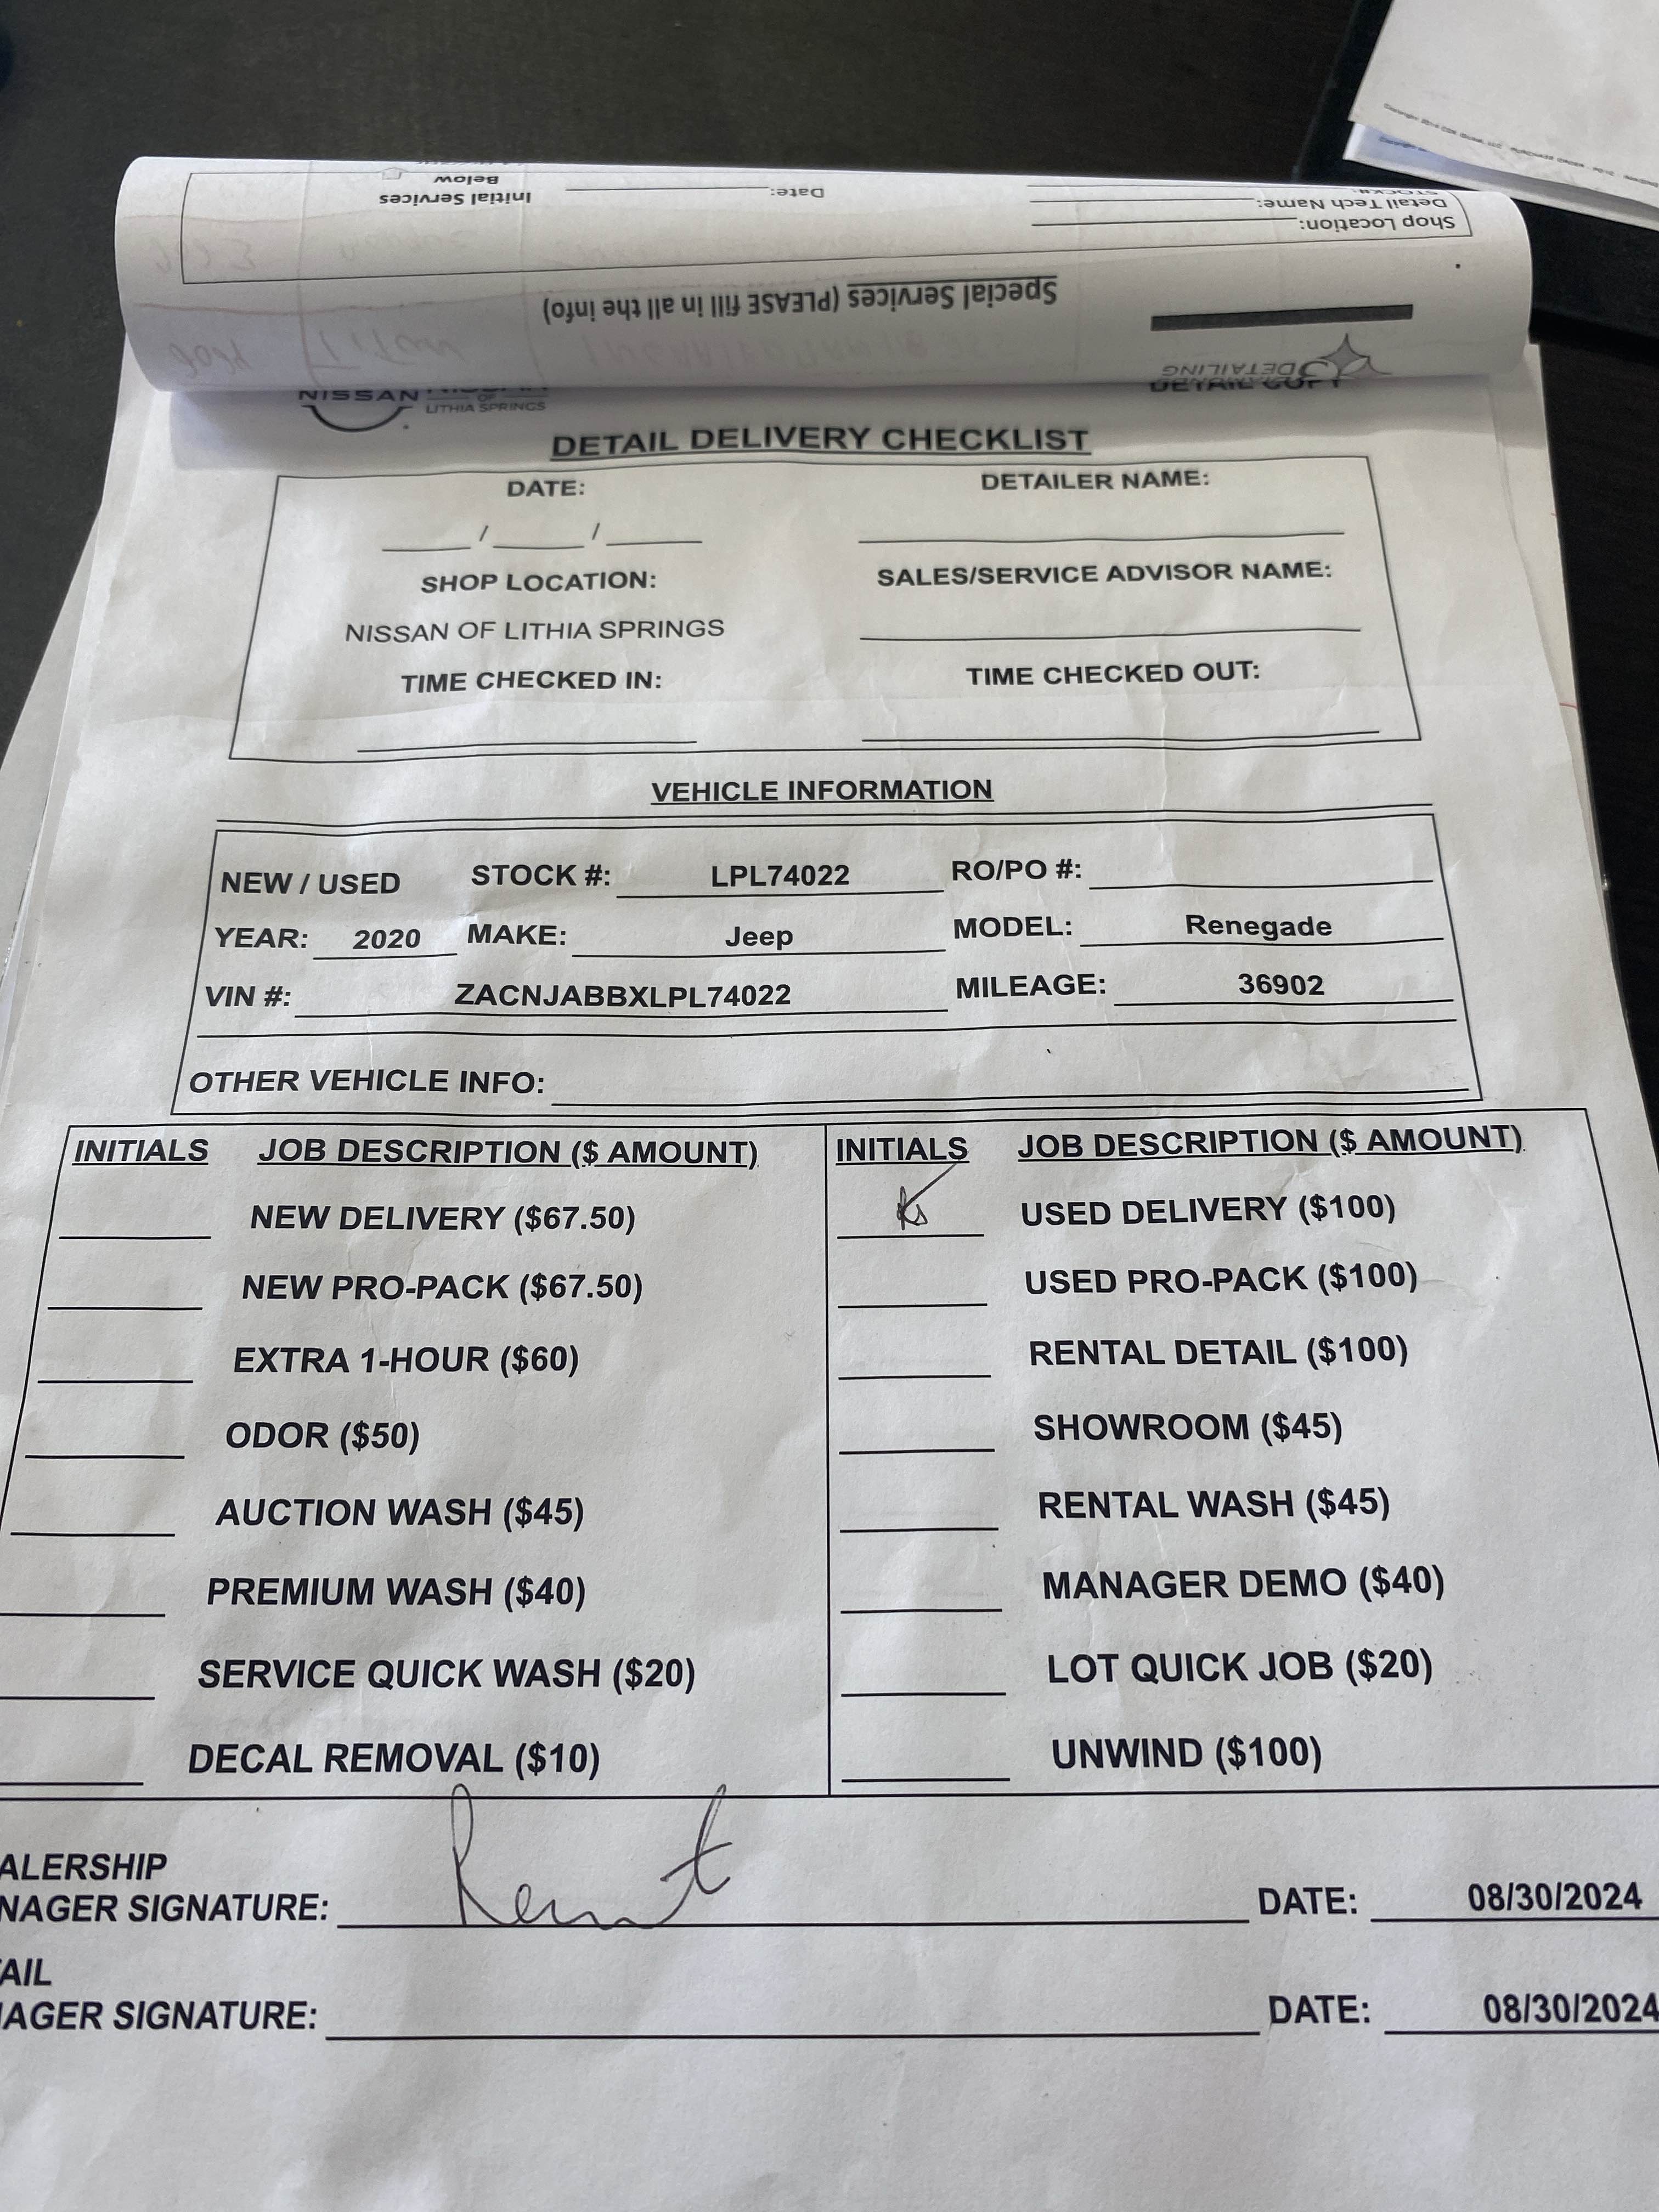 Initial Services
Below
Date:
STOCK#:
Detail Tech Name:
Shop Location:
Special Services (PLEASE fill in all the info)
DETAILING
NISSAN
OF
LITHIA SPRINGS
DETAIL COPY
DETAIL DELIVERY CHECKLIST
DATE: DETAILER NAME:
/ /
SHOP LOCATION: SALES/SERVICE ADVISOR NAME:
NISSAN OF LITHIA SPRINGS
TIME CHECKED IN: TIME CHECKED OUT:
VEHICLE INFORMATION
NEW / USED STOCK #: LPL74022 RO/PO #:
YEAR: 2020 MAKE: Jeep MODEL: Renegade
VIN #: ZACNJABBXLPL74022 MILEAGE: 36902
OTHER VEHICLE INFO:
INITIALS JOB DESCRIPTION ($ AMOUNT) INITIALS JOB DESCRIPTION ($ AMOUNT)
NEW DELIVERY ($67.50) USED DELIVERY ($100)
NEW PRO-PACK ($67.50) USED PRO-PACK ($100)
EXTRA 1-HOUR ($60) RENTAL DETAIL ($100)
ODOR ($50) SHOWROOM ($45)
AUCTION WASH ($45) RENTAL WASH ($45)
PREMIUM WASH ($40) MANAGER DEMO ($40)
SERVICE QUICK WASH ($20) LOT QUICK JOB ($20)
DECAL REMOVAL ($10) UNWIND ($100)
ALERSHIP
NAGER SIGNATURE: DATE: 08/30/2024
AIL
AGER SIGNATURE: DATE: 08/30/2024